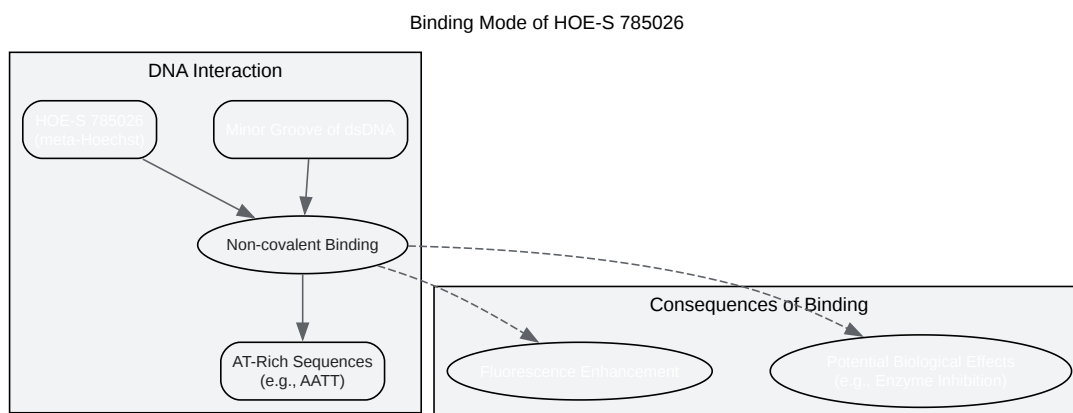 Binding Mode of HOE-S 785026
DNA Interaction
HOE-S 785026
(meta-Hoechst)
Minor Groove of dsDNA
Non-covalent Binding
AT-Rich Sequences
(e.g., AATT)
Consequences of Binding
Fluorescence Enhancement
Potential Biological Effects
(e.g., Enzyme Inhibition)